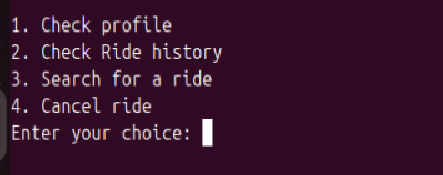 1. Check profile
2. Check Ride history
3. Search for a ride
4. Cancel ride
Enter your choice: